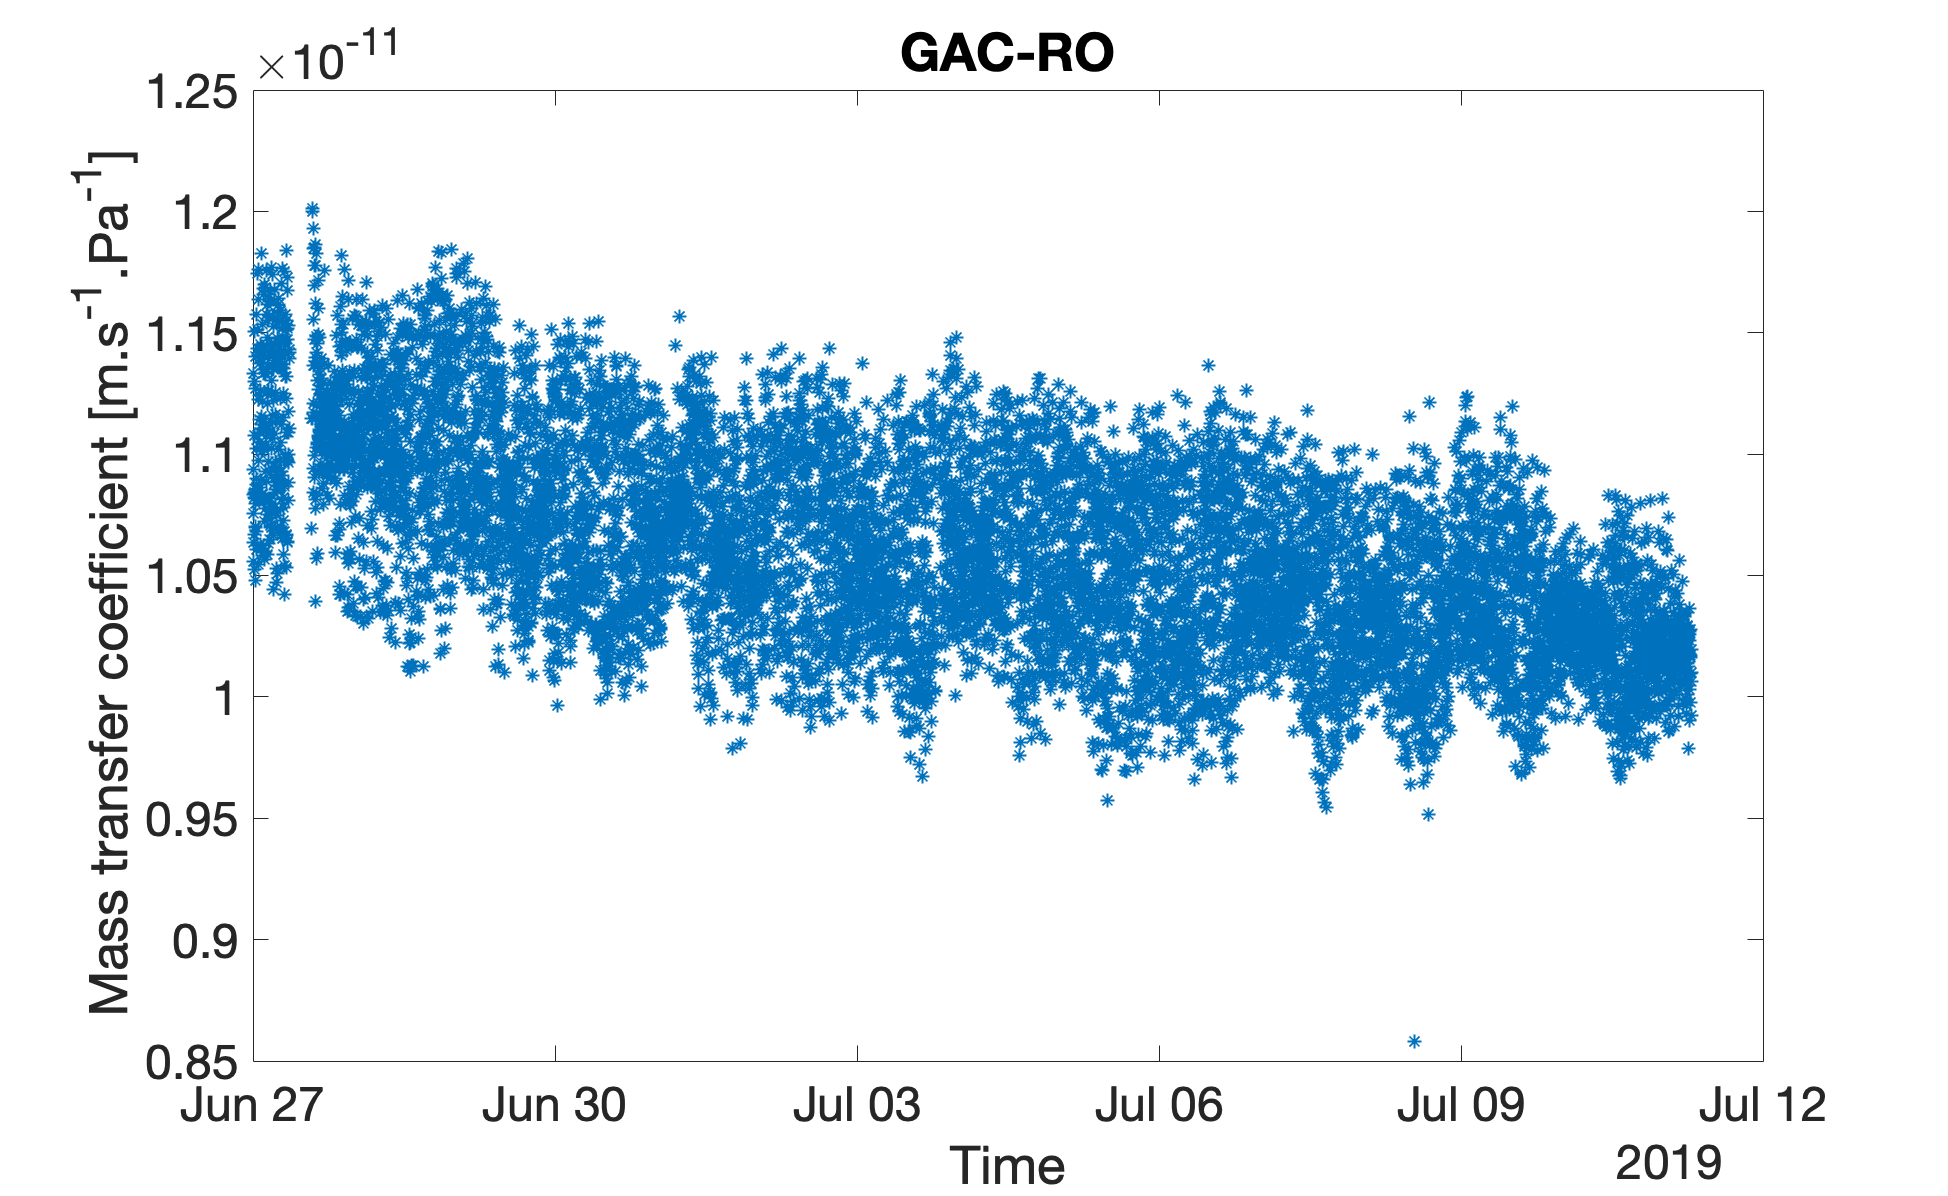 GAC-RO
×10-11
1.25
1.2
1.15
1.1
1.05
1
0.95
0.9
0.85
Mass transfer coefficient [m.s-1.Pa-1]
Jun 27 Jun 30 Jul 03 Jul 06 Jul 09 Jul 12
Time
2019